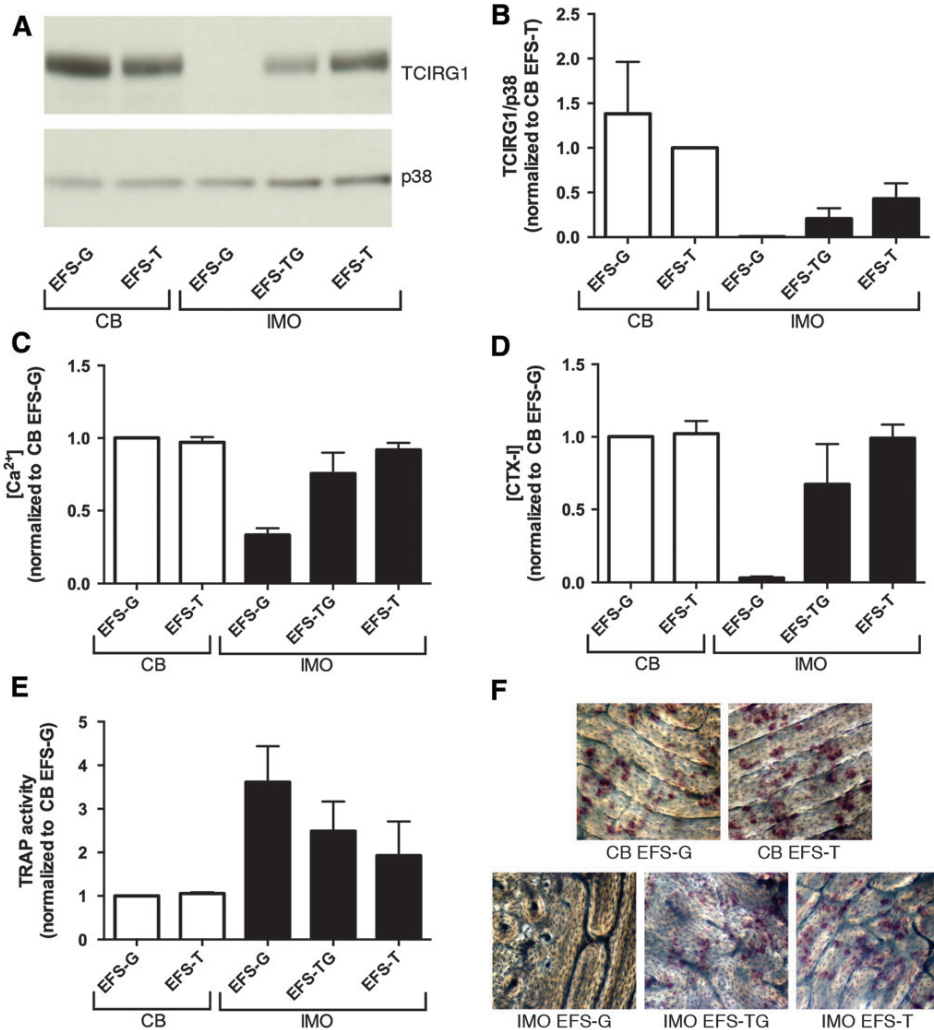 A
TCIRG1
p38
EFS-G
EFS-T
EFS-G
EFS-TG
EFS-T
CB
IMO
B
TCIRG1/p38
(normalized to CB EFS-T)
2.5
2.0
1.5
1.0
0.5
0.0
EFS-G
EFS-T
EFS-G
EFS-TG
EFS-T
CB
IMO
C
[Ca²⁺]
(normalized to CB EFS-G)
1.5
1.0
0.5
0.0
EFS-G
EFS-T
EFS-G
EFS-TG
EFS-T
CB
IMO
D
[CTX-I]
(normalized to CB EFS-G)
1.5
1.0
0.5
0.0
EFS-G
EFS-T
EFS-G
EFS-TG
EFS-T
CB
IMO
E
TRAP activity
(normalized to CB EFS-G)
5
4
3
2
1
0
EFS-G
EFS-T
EFS-G
EFS-TG
EFS-T
CB
IMO
F
CB EFS-G
CB EFS-T
IMO EFS-G
IMO EFS-TG
IMO EFS-T